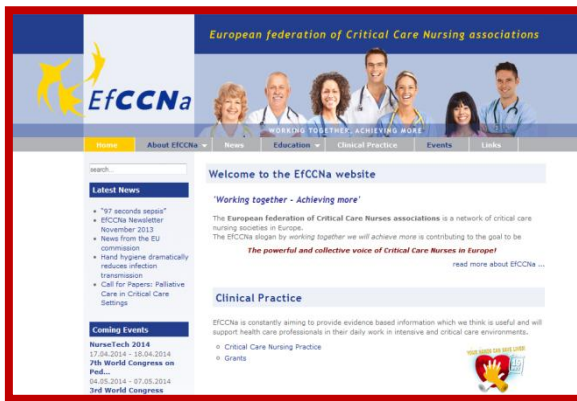 European federation of Critical Care Nursing associations
EfCCNa
WORKING TOGETHER, ACHIEVING MORE
Home About EfCCNa News Education Clinical Practice Events Links
search...
Latest News
"97 seconds sepsis"
EfCCNa Newsletter
November 2013
News from the EU
commission
Hand hygiene dramatically
reduces infection
transmission
Call for Papers: Palliative
Care in Critical Care
Settings
Coming Events
NurseTech 2014
17.04.2014 - 18.04.2014
7th World Congress on
Ped...
04.05.2014 - 07.05.2014
3rd World Congress
Welcome to the EfCCNa website
'Working together - Achieving more'
The European federation of Critical Care Nurses associations is a network of critical care
nursing societies in Europe.
The EfCCNa slogan by working together we will achieve more is contributing to the goal to be
The powerful and collective voice of Critical Care Nurses in Europe!
read more about EfCCNa ...
Clinical Practice
EfCCNa is constantly aiming to provide evidence based information which we think is useful and will
support health care professionals in their daily work in intensive and critical care environments.
Critical Care Nursing Practice
Grants
YOUR HANDS CAN SAVE LIVES!